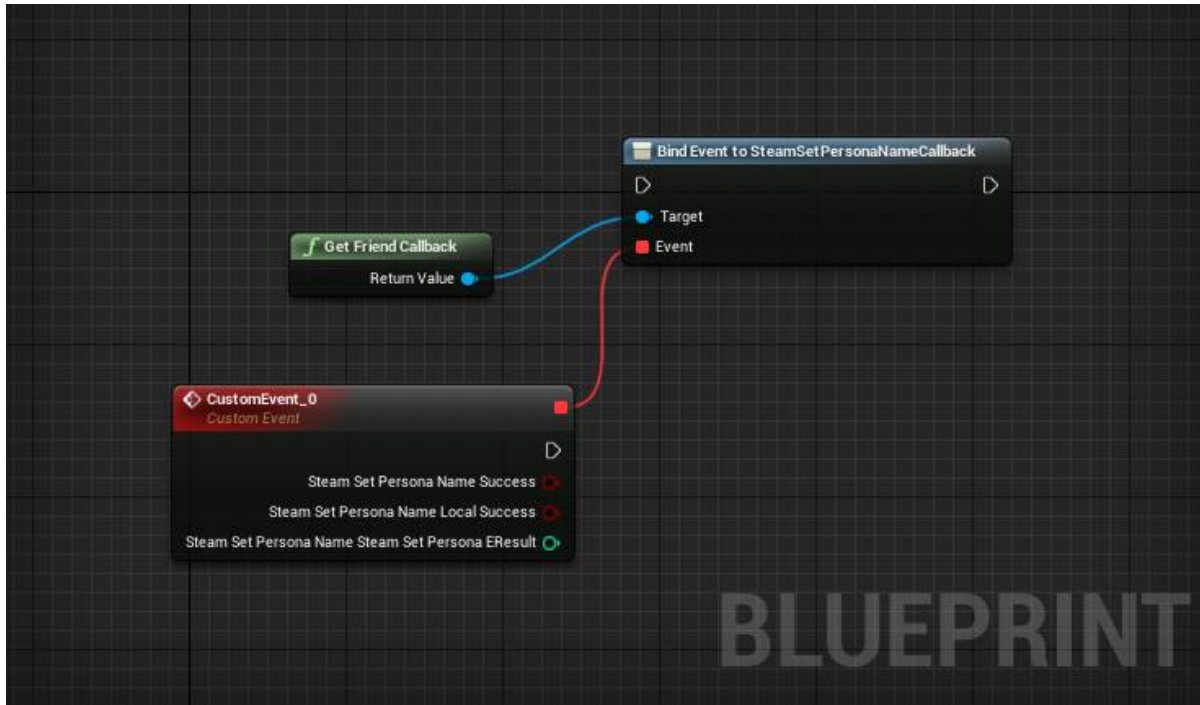 Bind Event to SteamSetPersonaNameCallback
Target
Event
f Get Friend Callback
Return Value
CustomEvent_0
Custom Event
Steam Set Persona Name Success
Steam Set Persona Name Local Success
Steam Set Persona Name Steam Set Persona EResult
BLUEPRINT